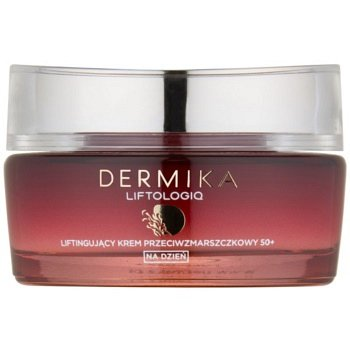 DERMIKA
LIFTOLOGIQ
LIFTINGUJĄCY KREM PRZECIWZMARSZCZKOWY 50+
NA DZIEŃ